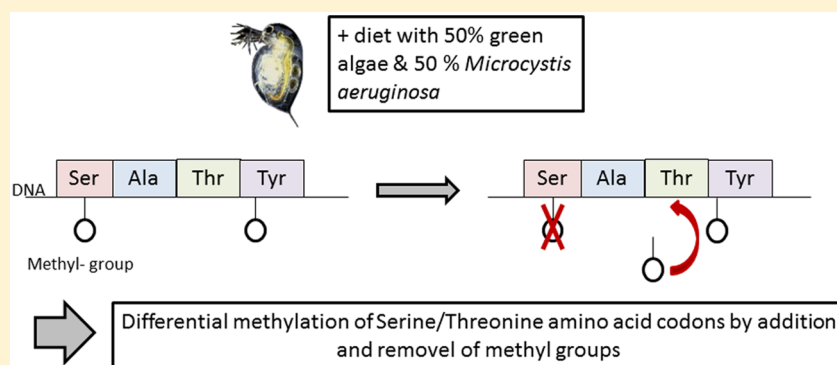 + diet with 50% green
algae & 50 % Microcystis
aeruginosa
DNA Ser Ala Thr Tyr
Ser Ala Thr Tyr
Methyl- group
Differential methylation of Serine/Threonine amino acid codons by addition
and removel of methyl groups